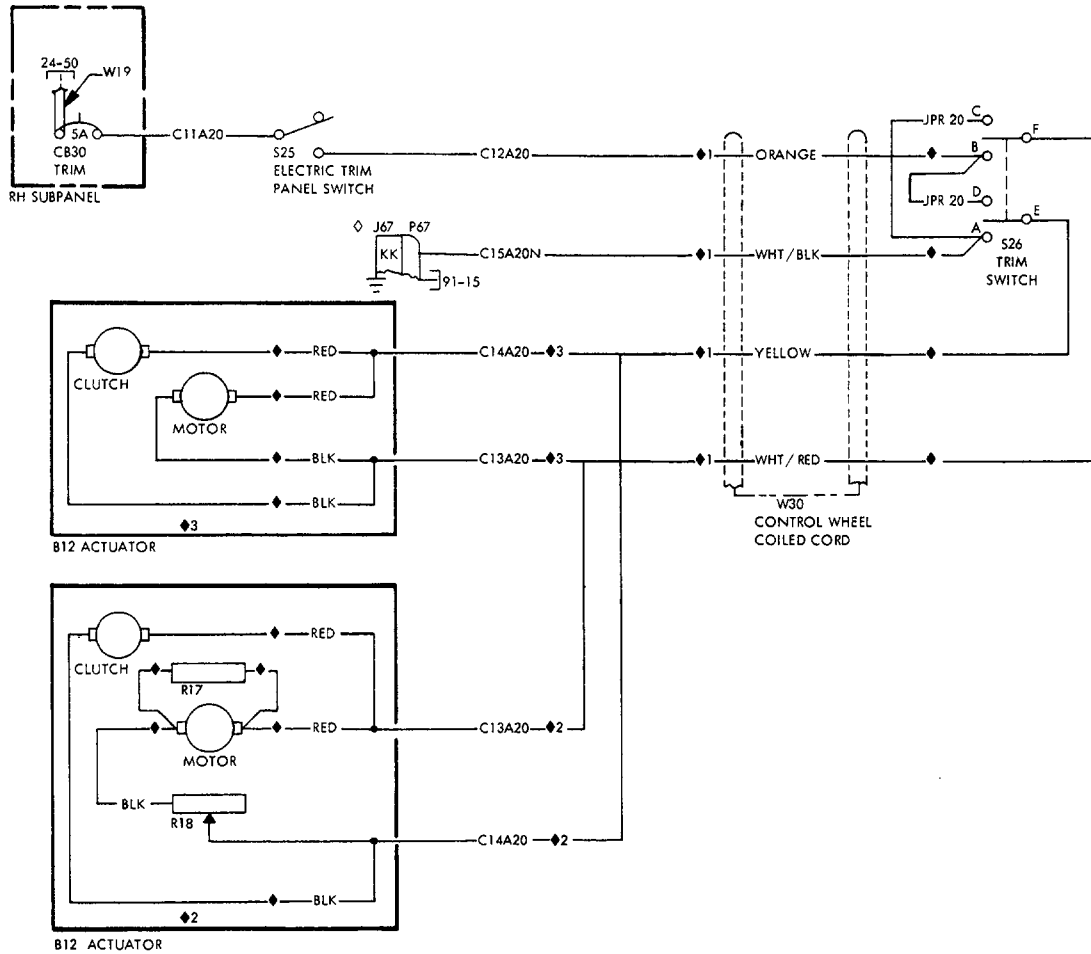 24-50
W19
5A
CB30
TRIM
RH SUBPANEL
C11A20
S25
ELECTRIC TRIM
PANEL SWITCH
C12A20
1
ORANGE
JPR 20
C
F
B
JPR 20
D
E
A
S26
TRIM
SWITCH
J67
P67
KK
91-15
C15A20N
1
WHT/BLK
CLUTCH
RED
C14A20
3
1
YELLOW
RED
MOTOR
BLK
C13A20
3
1
WHT/RED
BLK
3
B12 ACTUATOR
W30
CONTROL WHEEL
COILED CORD
CLUTCH
RED
R17
RED
C13A20
2
MOTOR
BLK
R18
C14A20
2
BLK
2
B12 ACTUATOR